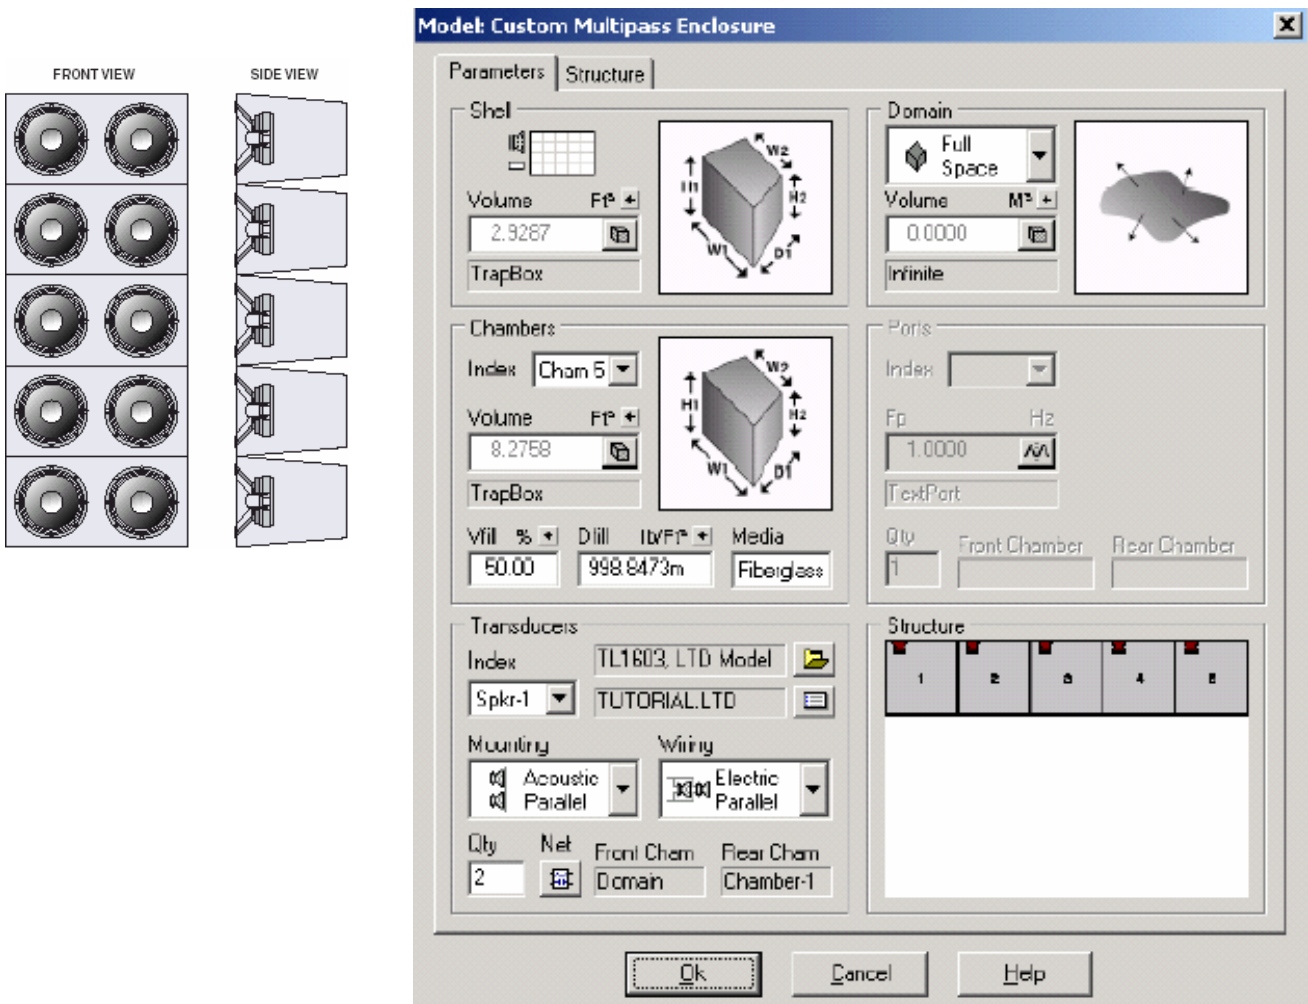 FRONT VIEW
SIDE VIEW
Model: Custom Multipass Enclosure
Parameters
Structure
Shell
Volume Ft³
2.9287
TrapBox
H1 W2 H2 W1 D1
Domain
Full Space
Volume M³
0.0000
Infinite
Chambers
Index Cham 5
Volume Ft³
8.2758
TrapBox
H1 W2 H2 W1 D1
Vfill % Dfill lb/Ft³ Media
50.00 998.8473m Fiberglass
Ports
Index
Fp Hz
1.0000
TextPort
Qty Front Chamber Rear Chamber
1
Transducers
Index TL1603, LTD Model
Spkr-1 TUTORIAL.LTD
Mounting Wiring
Acoustic Parallel Electric Parallel
Qty Net Front Cham Rear Cham
2 Domain Chamber-1
Structure
1 2 3 4 5
Ok Cancel Help